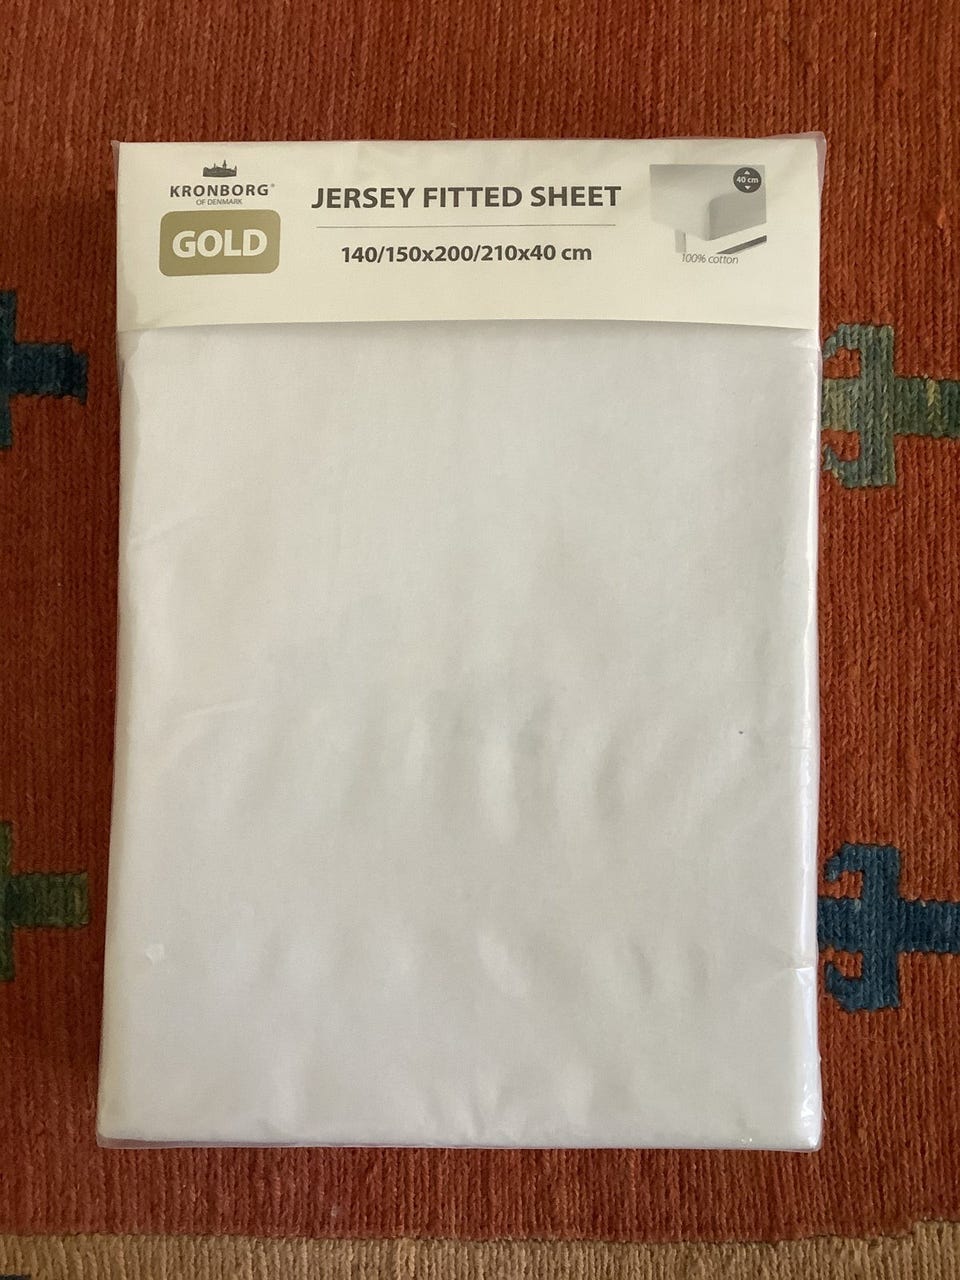 KRONBORG®
OF DENMARK
GOLD
JERSEY FITTED SHEET
140/150x200/210x40 cm
40 cm
100% cotton